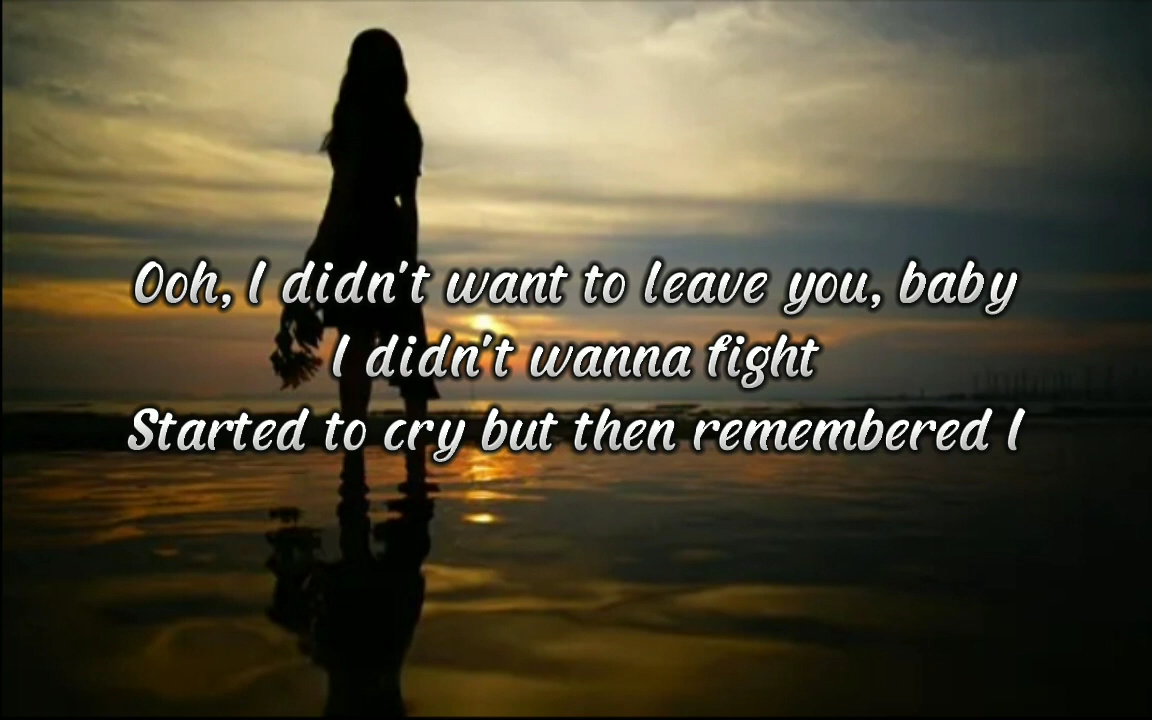 Ooh, I didn't want to leave you, baby
I didn't wanna fight
Started to cry but then remembered I